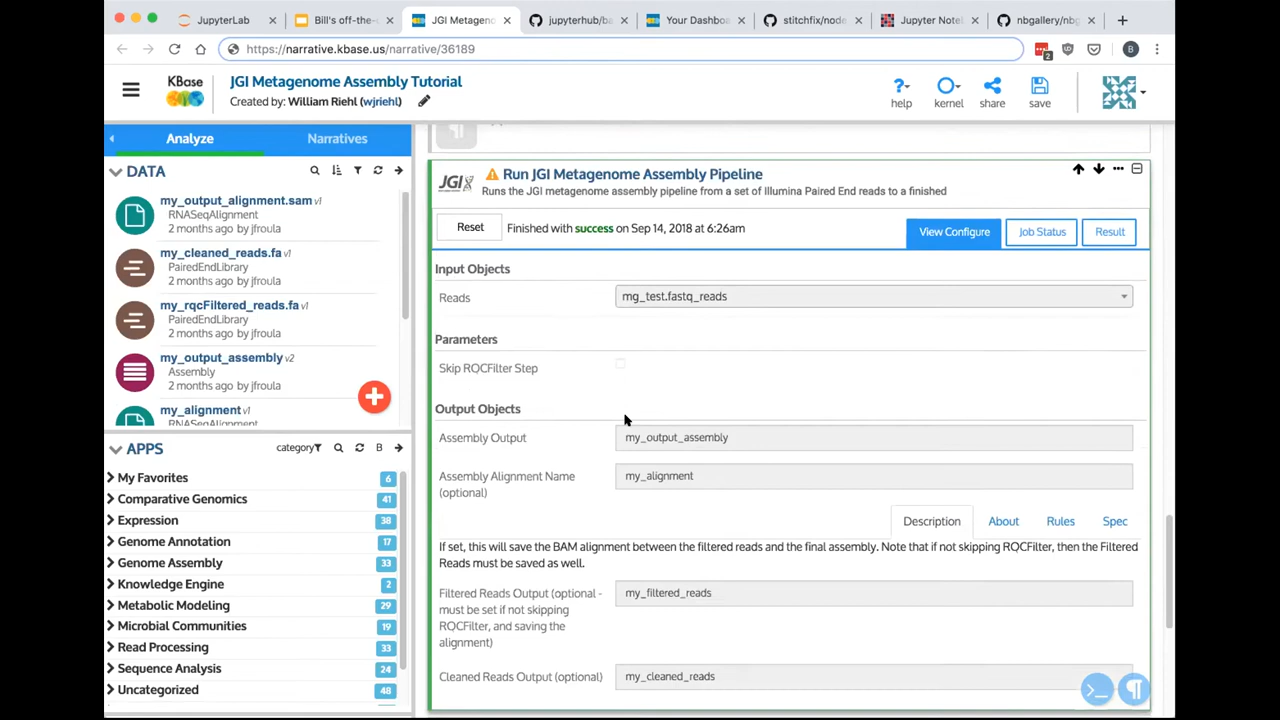 JupyterLab
Bill's off-the-
JGI Metageno
jupyterhub/ba
Your Dashboa
stitchfix/node
Jupyter Note
nbgallery/nbg
https://narrative.kbase.us/narrative/36189
2
B
KBase
JGI Metagenome Assembly Tutorial
Created by: William Riehl (wjriehl)
help
kernel
share
save
Analyze
Narratives
DATA
my_output_alignment.sam v1
RNASeqAlignment
2 months ago by jfroula
my_cleaned_reads.fa v1
PairedEndLibrary
2 months ago by jfroula
my_rqcFiltered_reads.fa v1
PairedEndLibrary
2 months ago by jfroula
my_output_assembly v2
Assembly
2 months ago by jfroula
my_alignment v1
RNASeqAlignment
APPS
category
B
My Favorites 6
Comparative Genomics 41
Expression 38
Genome Annotation 17
Genome Assembly 33
Knowledge Engine 2
Metabolic Modeling 29
Microbial Communities 19
Read Processing 33
Sequence Analysis 24
Uncategorized 48
JGI
Run JGI Metagenome Assembly Pipeline
Runs the JGI metagenome assembly pipeline from a set of Illumina Paired End reads to a finished
Reset
Finished with success on Sep 14, 2018 at 6:26am
View Configure
Job Status
Result
Input Objects
Reads
mg_test.fastq_reads
Parameters
Skip RQCFilter Step
Output Objects
Assembly Output
my_output_assembly
Assembly Alignment Name
(optional)
my_alignment
Description
About
Rules
Spec
If set, this will save the BAM alignment between the filtered reads and the final assembly. Note that if not skipping RQCFilter, then the Filtered
Reads must be saved as well.
Filtered Reads Output (optional -
must be set if not skipping
RQCFilter, and saving the
alignment)
my_filtered_reads
Cleaned Reads Output (optional)
my_cleaned_reads